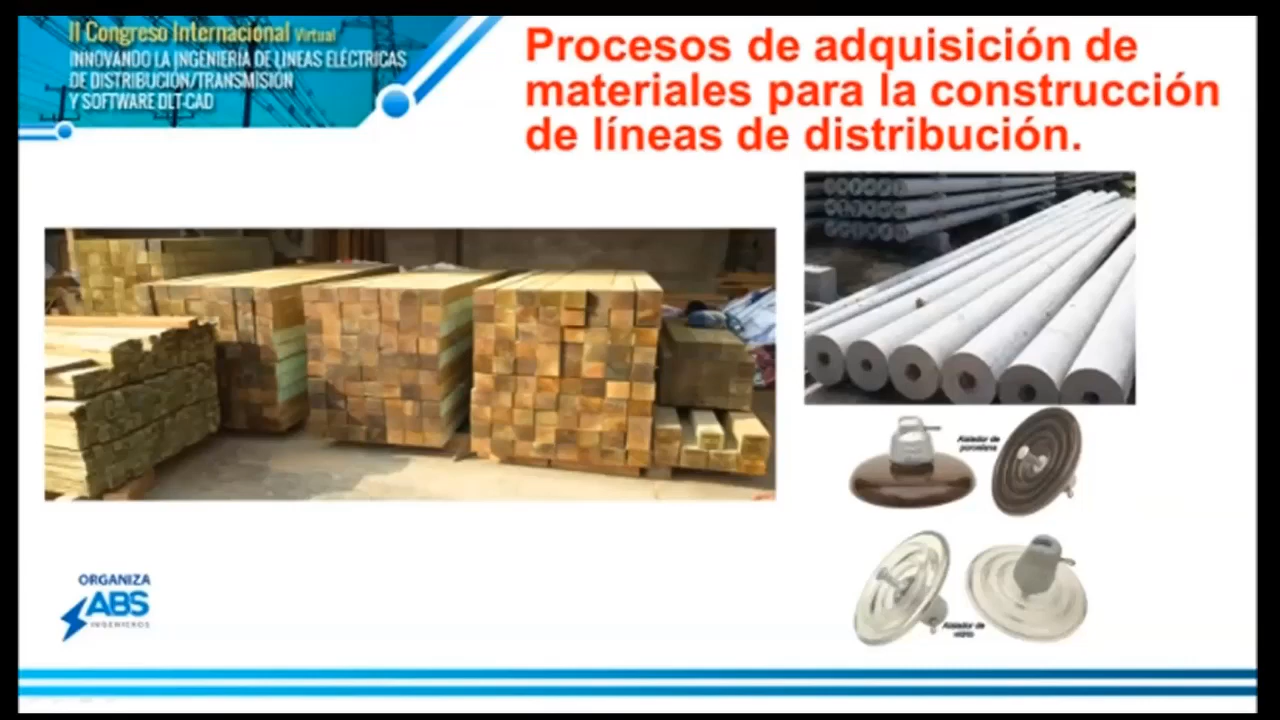 II Congreso Internacional Virtual
INNOVANDO LA INGENIERÍA DE LÍNEAS ELÉCTRICAS
DE DISTRIBUCIÓN/TRANSMISIÓN
Y SOFTWARE DLT-CAD
Procesos de adquisición de
materiales para la construcción
de líneas de distribución.
Aislador de
porcelana
Aislador de
vidrio
ORGANIZA
ABS
INGENIEROS